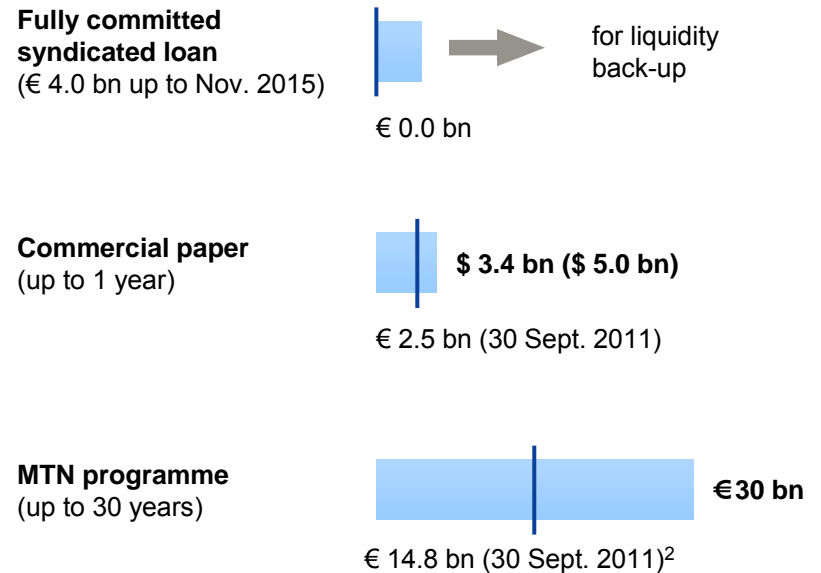 Fully committed
syndicated loan
(€ 4.0 bn up to Nov. 2015)
for liquidity
back-up
€ 0.0 bn
Commercial paper
(up to 1 year)
$ 3.4 bn ($ 5.0 bn)
€ 2.5 bn (30 Sept. 2011)
MTN programme
(up to 30 years)
€30 bn
€ 14.8 bn (30 Sept. 2011)²